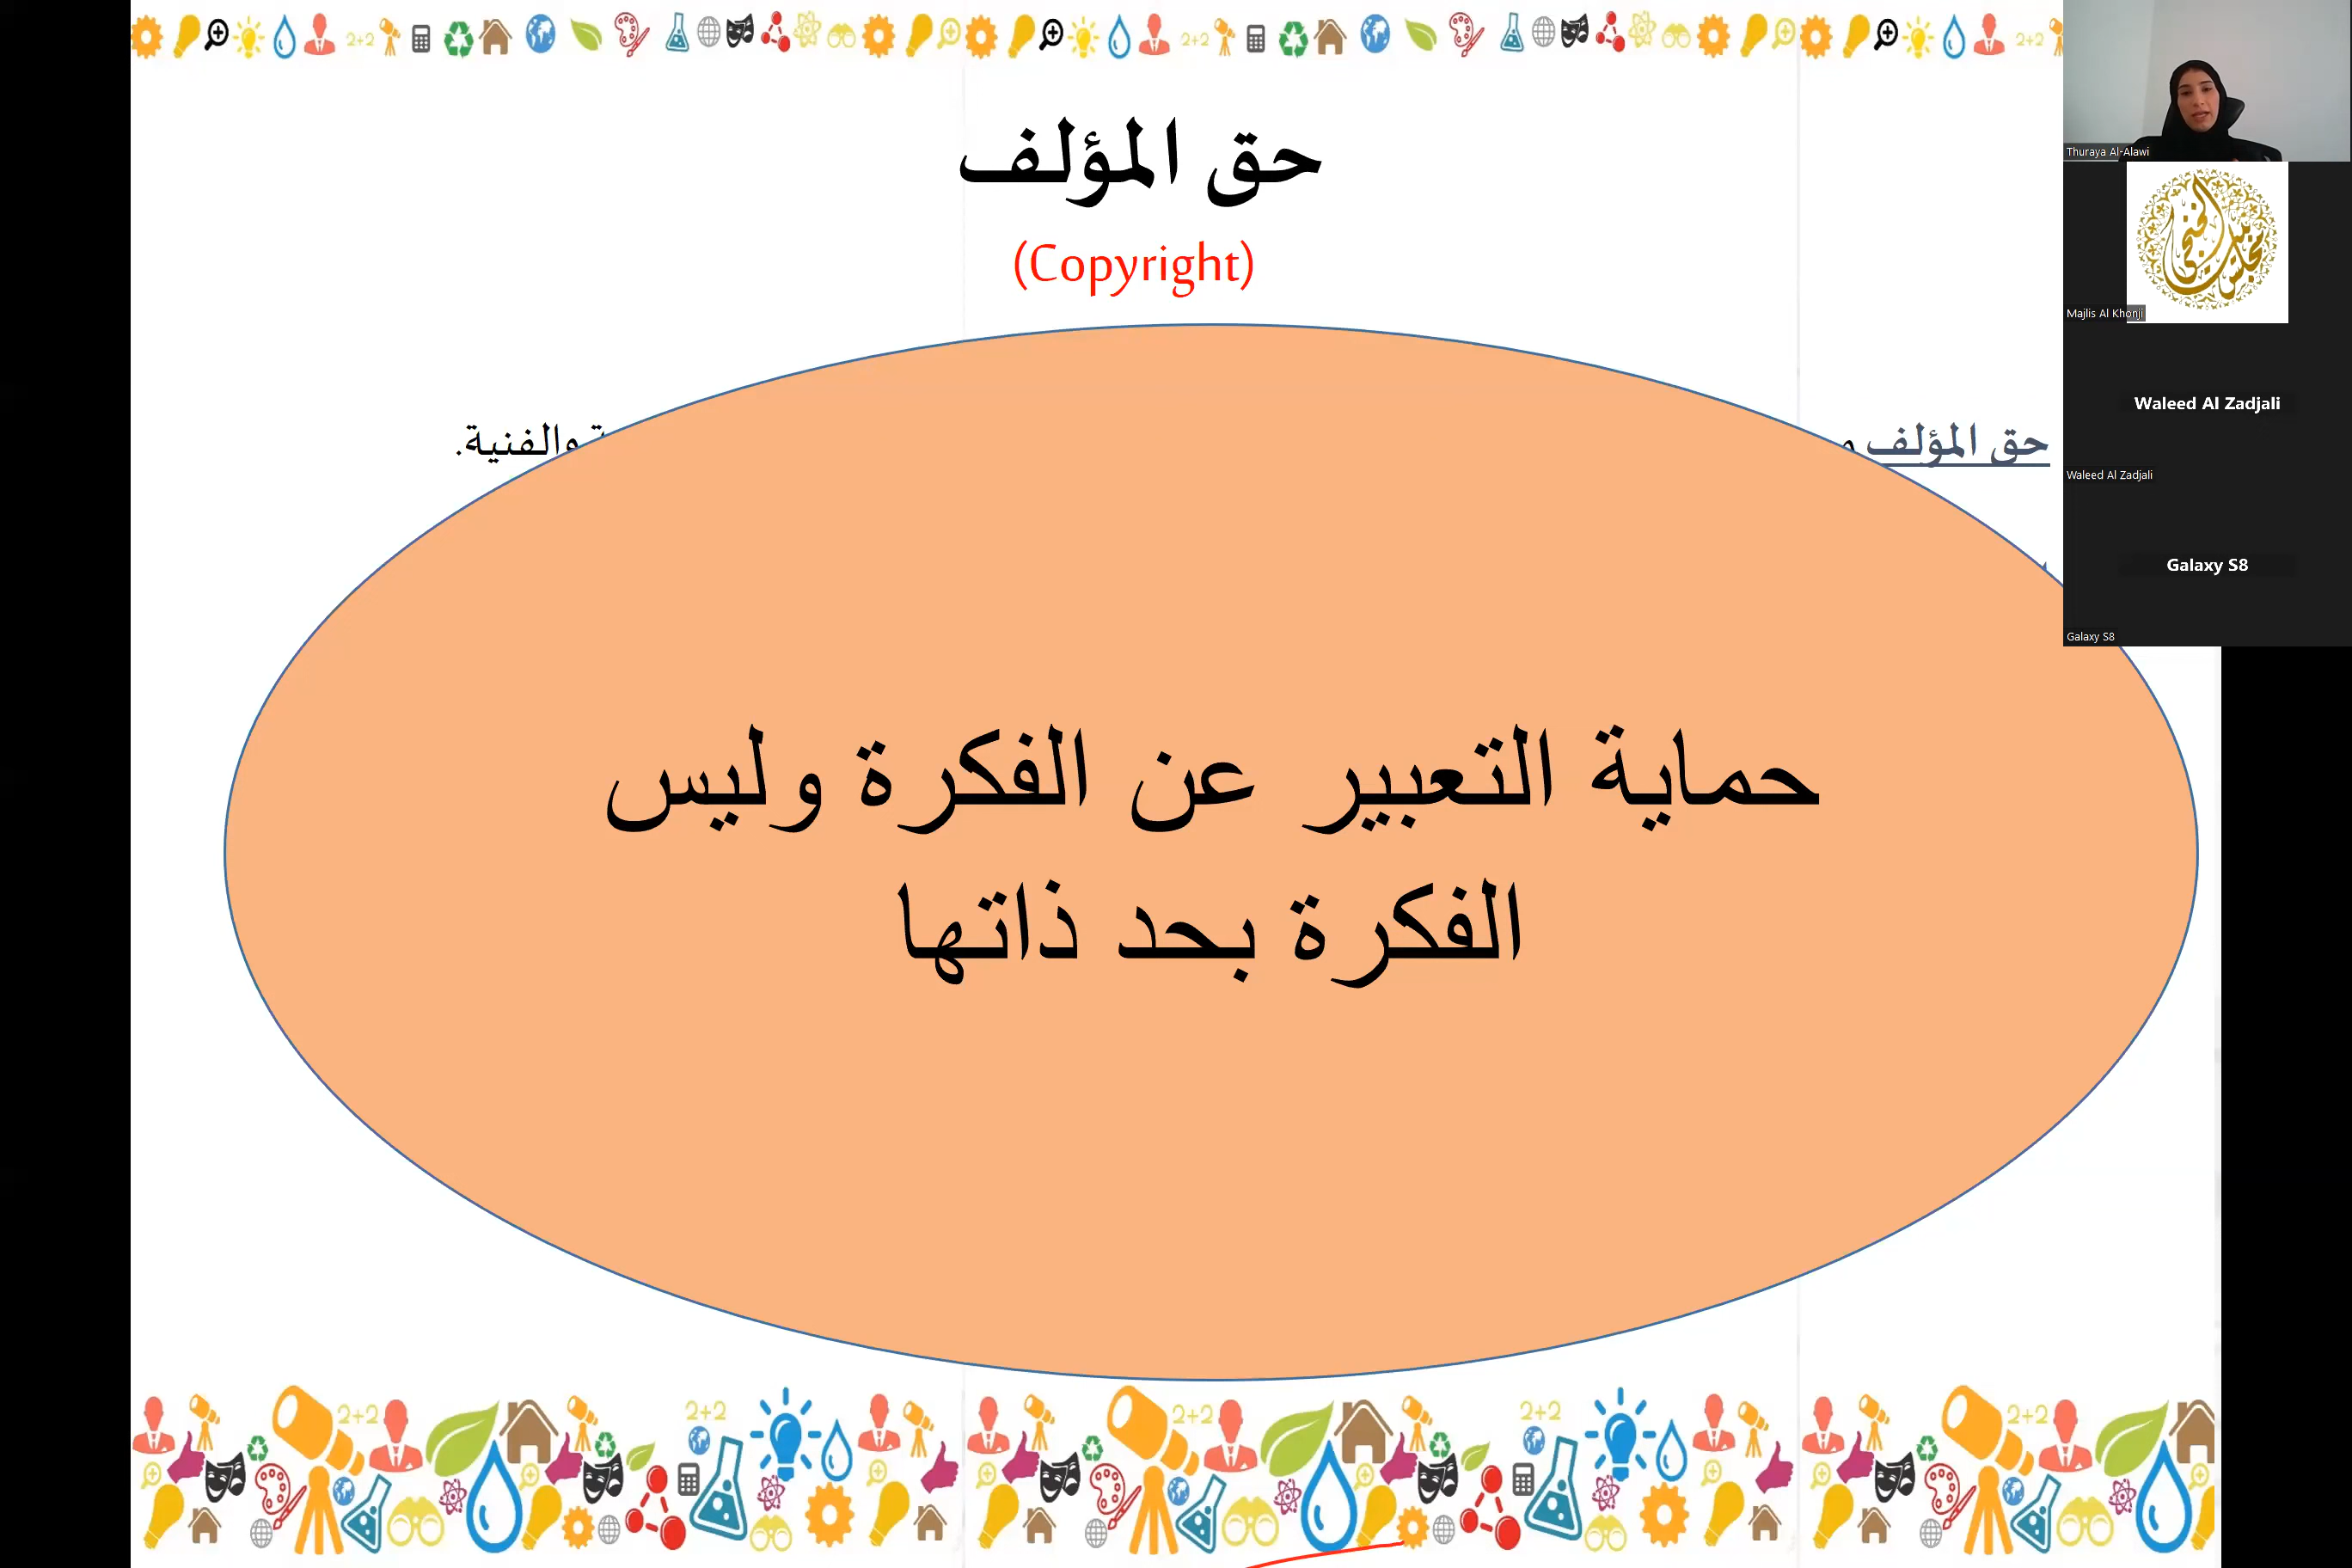 حق المؤلف
(Copyright)
حق المؤلف
والفنية.
حماية التعبير عن الفكرة وليس
الفكرة بحد ذاتها
Thuraya Al-Alawi
Majlis Al Khonji
Waleed Al Zadjali
Waleed Al Zadjali
Galaxy S8
Galaxy S8